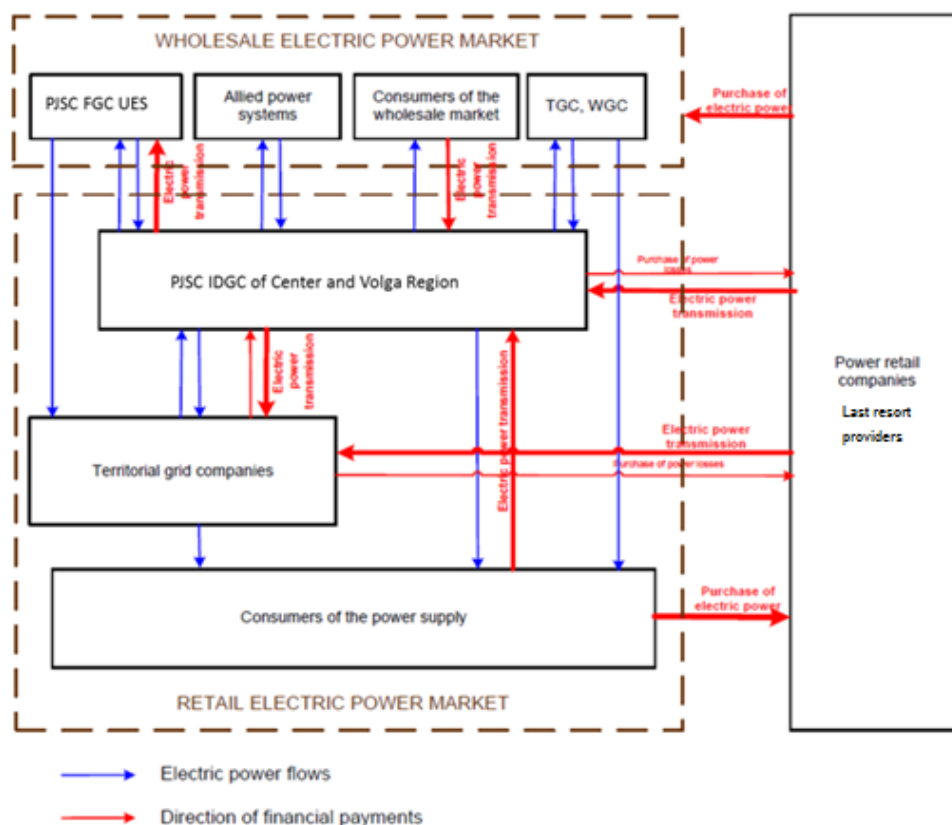 WHOLESALE ELECTRIC POWER MARKET
PJSC FGC UES
Allied power
systems
Consumers of the
wholesale market
TGC, WGC
Purchase of
electric power
Electric
power
transmission
Electric
power
transmission
PJSC IDGC of Center and Volga Region
Purchase of power
losses
Electric power
transmission
Electric
power
transmission
Electric power transmission
Power retail
companies
Last resort
providers
Territorial grid companies
Electric power
transmission
Purchase of power losses
Consumers of the power supply
Purchase of
electric power
RETAIL ELECTRIC POWER MARKET
Electric power flows
Direction of financial payments